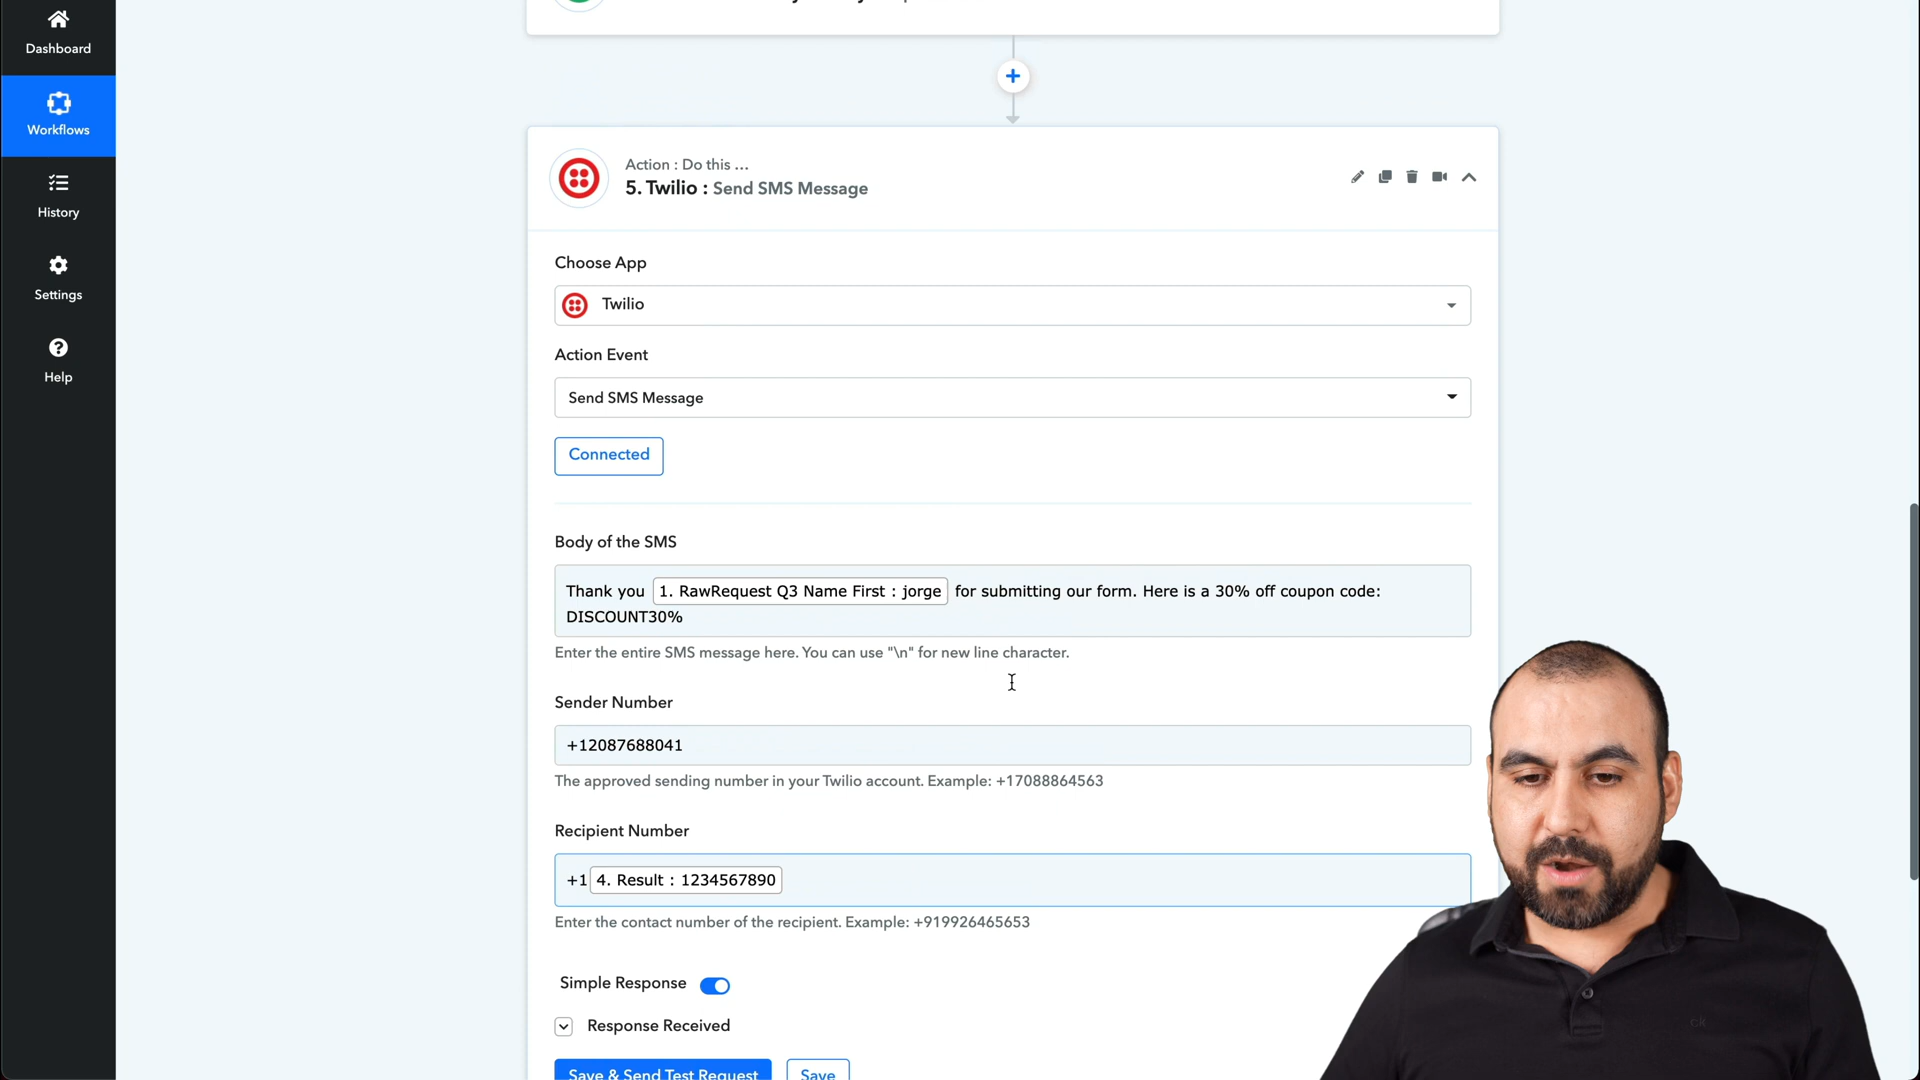 Dashboard
Workflows
History
Settings
Help
Action : Do this ...
5. Twilio : Send SMS Message
Choose App
Twilio
Action Event
Send SMS Message
Connected
Body of the SMS
Thank you 1. RawRequest Q3 Name First : jorge for submitting our form. Here is a 30% off coupon code:
DISCOUNT30%
Enter the entire SMS message here. You can use "\n" for new line character.
Sender Number
+12087688041
The approved sending number in your Twilio account. Example: +17088864563
Recipient Number
+1 4. Result : 1234567890
Enter the contact number of the recipient. Example: +919926465653
Simple Response
Response Received
Save & Send Test Request
Save